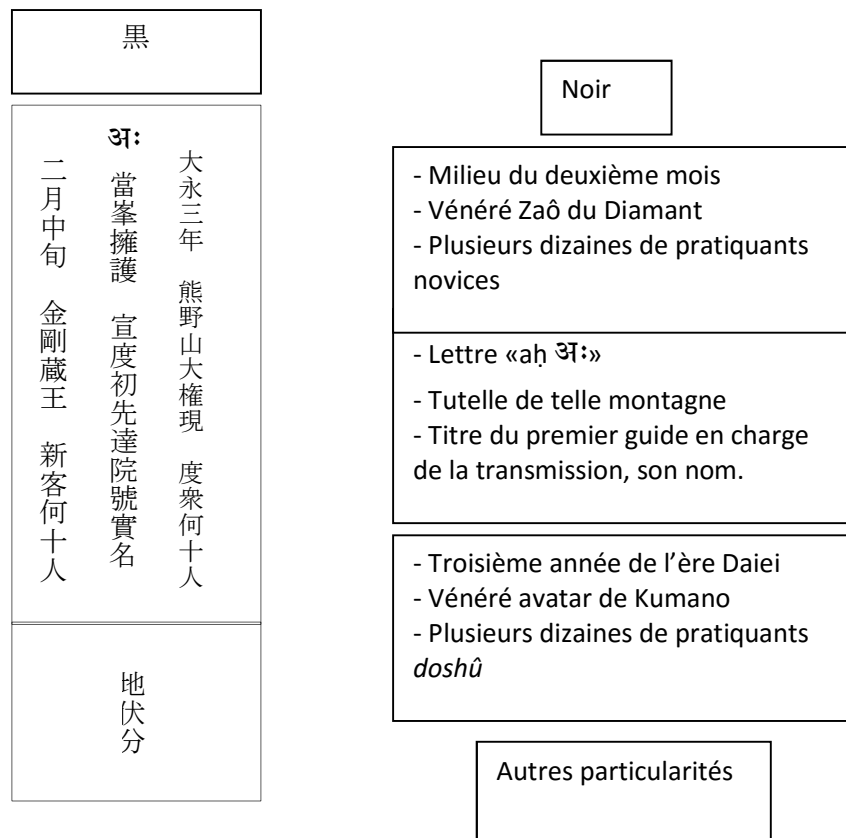 黒
大永三年　熊野山大権現　度衆何十人
अः　當峯擁護　宣度初先達院號實名
二月中旬　金剛蔵王　新客何十人
地伏分
Noir
- Milieu du deuxième mois
- Vénéré Zaô du Diamant
- Plusieurs dizaines de pratiquants
novices
- Lettre «aḥ अः»
- Tutelle de telle montagne
- Titre du premier guide en charge
de la transmission, son nom.
- Troisième année de l’ère Daiei
- Vénéré avatar de Kumano
- Plusieurs dizaines de pratiquants
doshû
Autres particularités